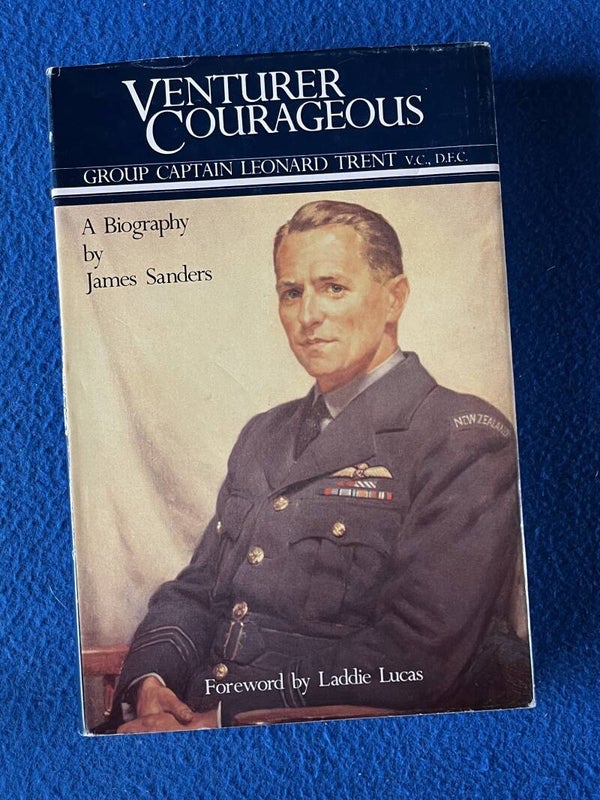 VENTURER
COURAGEOUS
GROUP CAPTAIN LEONARD TRENT V.C., D.F.C.
A Biography
by
James Sanders
NEW ZEALAND
Foreword by Laddie Lucas